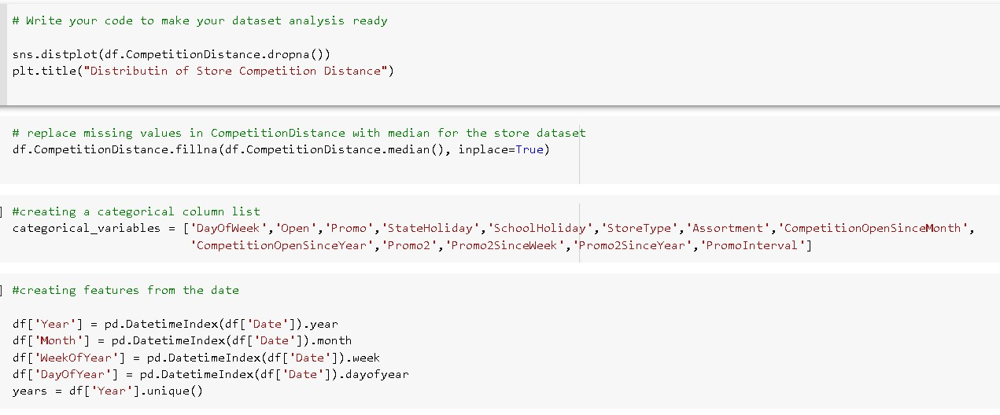 # Write your code to make your dataset analysis ready
sns.distplot(df.CompetitionDistance.dropna())
plt.title("Distributin of Store Competition Distance")
# replace missing values in CompetitionDistance with median for the store dataset
df.CompetitionDistance.fillna(df.CompetitionDistance.median(), inplace=True)
] #creating a categorical column list
categorical_variables = ['DayOfWeek','Open','Promo','StateHoliday','SchoolHoliday','StoreType','Assortment','CompetitionOpenSinceMonth',
'CompetitionOpenSinceYear','Promo2','Promo2SinceWeek','Promo2SinceYear','PromoInterval']
] #creating features from the date
df['Year'] = pd.DatetimeIndex(df['Date']).year
df['Month'] = pd.DatetimeIndex(df['Date']).month
df['WeekOfYear'] = pd.DatetimeIndex(df['Date']).week
df['DayOfYear'] = pd.DatetimeIndex(df['Date']).dayofyear
years = df['Year'].unique()